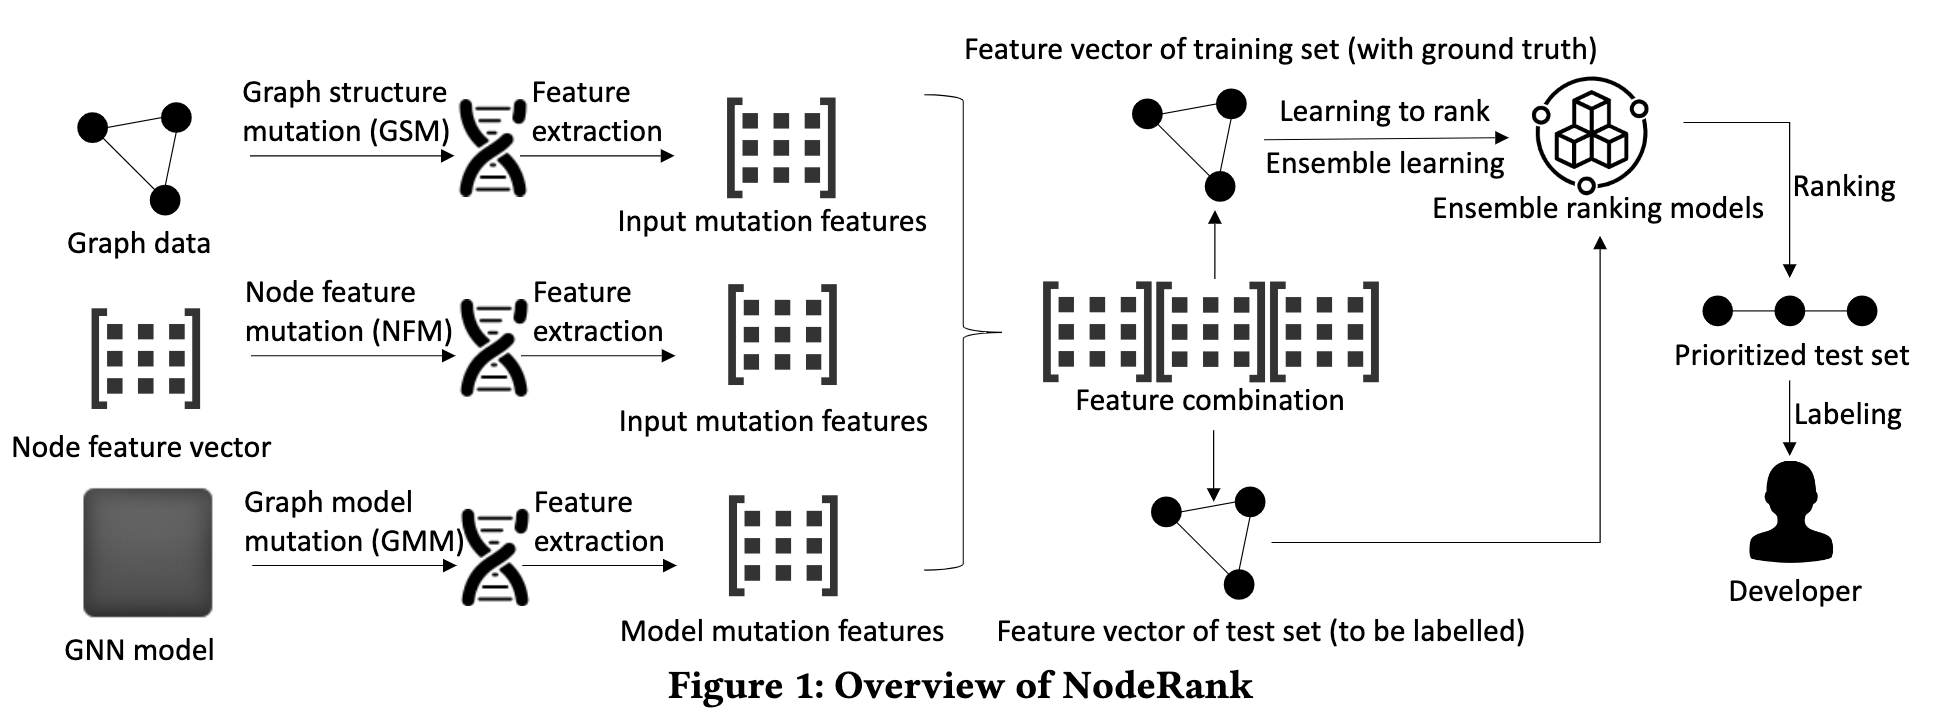 Graph structure
mutation (GSM)
Feature
extraction
Graph data
Input mutation features
Node feature
mutation (NFM)
Feature
extraction
Node feature vector
Input mutation features
Graph model
mutation (GMM)
Feature
extraction
GNN model
Model mutation features
Feature vector of training set (with ground truth)
Learning to rank
Ensemble learning
Ensemble ranking models
Ranking
Feature combination
Prioritized test set
Labeling
Developer
Feature vector of test set (to be labelled)
Figure 1: Overview of NodeRank